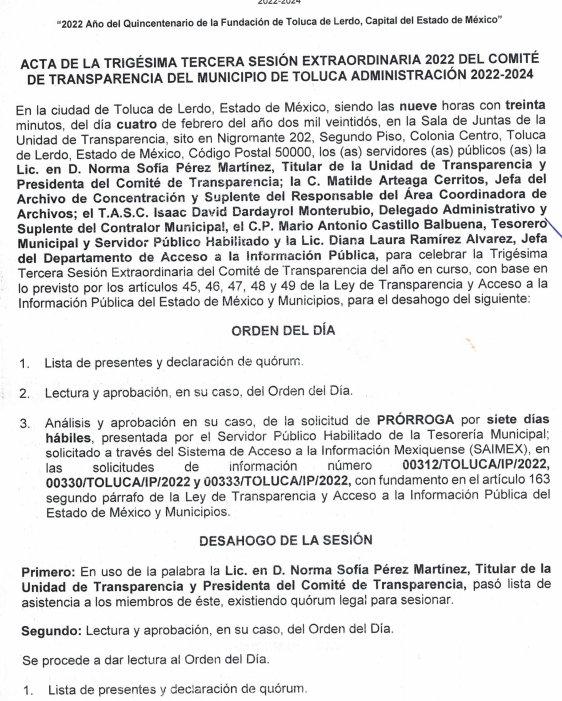 2022-2024
“2022 Año del Quincentenario de la Fundación de Toluca de Lerdo, Capital del Estado de México”
ACTA DE LA TRIGÉSIMA TERCERA SESIÓN EXTRAORDINARIA 2022 DEL COMITÉ
DE TRANSPARENCIA DEL MUNICIPIO DE TOLUCA ADMINISTRACIÓN 2022-2024
En la ciudad de Toluca de Lerdo, Estado de México, siendo las nueve horas con treinta
minutos, del día cuatro de febrero del año dos mil veintidós, en la Sala de Juntas de la
Unidad de Transparencia, sito en Nigromante 202, Segundo Piso, Colonia Centro, Toluca
de Lerdo, Estado de México, Código Postal 50000, los (as) servidores (as) públicos (as) la
Lic. en D. Norma Sofía Pérez Martínez, Titular de la Unidad de Transparencia y
Presidenta del Comité de Transparencia; la C. Matilde Arteaga Cerritos, Jefa del
Archivo de Concentración y Suplente del Responsable del Área Coordinadora de
Archivos; el T.A.S.C. Isaac David Dardayrol Monterubio, Delegado Administrativo y
Suplente del Contralor Municipal, el C.P. Mario Antonio Castillo Balbuena, Tesorero
Municipal y Servidor Público Habilitado y la Lic. Diana Laura Ramírez Alvarez, Jefa
del Departamento de Acceso a la Información Pública, para celebrar la Trigésima
Tercera Sesión Extraordinaria del Comité de Transparencia del año en curso, con base en
lo previsto por los artículos 45, 46, 47, 48 y 49 de la Ley de Transparencia y Acceso a la
Información Pública del Estado de México y Municipios, para el desahogo del siguiente:
ORDEN DEL DÍA
1. Lista de presentes y declaración de quórum.
2. Lectura y aprobación, en su caso, del Orden del Día.
3. Análisis y aprobación en su caso, de la solicitud de PRÓRROGA por siete días
hábiles, presentada por el Servidor Público Habilitado de la Tesorería Municipal;
solicitado a través del Sistema de Acceso a la Información Mexiquense (SAIMEX), en
las solicitudes de información número 00312/TOLUCA/IP/2022,
00330/TOLUCA/IP/2022 y 00333/TOLUCA/IP/2022, con fundamento en el artículo 163
segundo párrafo de la Ley de Transparencia y Acceso a la Información Pública del
Estado de México y Municipios.
DESAHOGO DE LA SESIÓN
Primero: En uso de la palabra la Lic. en D. Norma Sofía Pérez Martínez, Titular de la
Unidad de Transparencia y Presidenta del Comité de Transparencia, pasó lista de
asistencia a los miembros de éste, existiendo quórum legal para sesionar.
Segundo: Lectura y aprobación, en su caso, del Orden del Día.
Se procede a dar lectura al Orden del Día.
1. Lista de presentes y declaración de quórum.